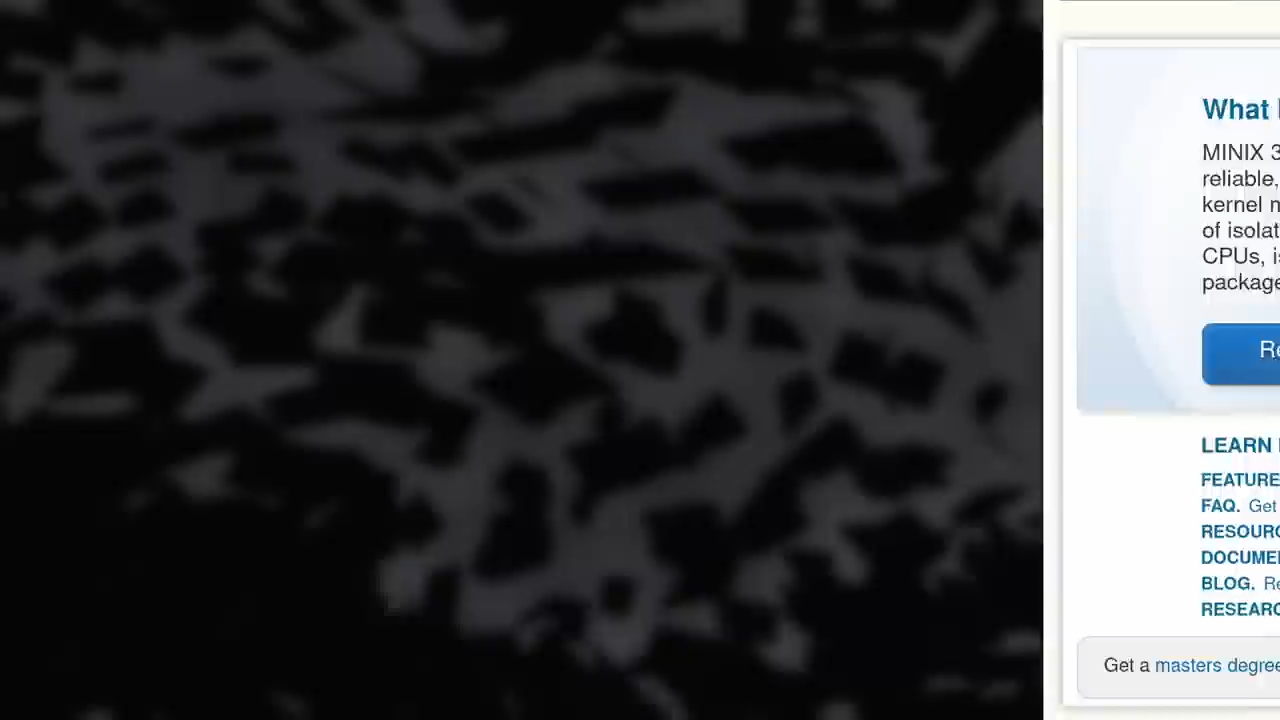 What
MINIX 3
reliable,
kernel
of isolat
CPUs,
package
LEARN
FEATURE
FAQ. Get
RESOURC
DOCUME
BLOG. Re
RESEARC
Get a masters degree